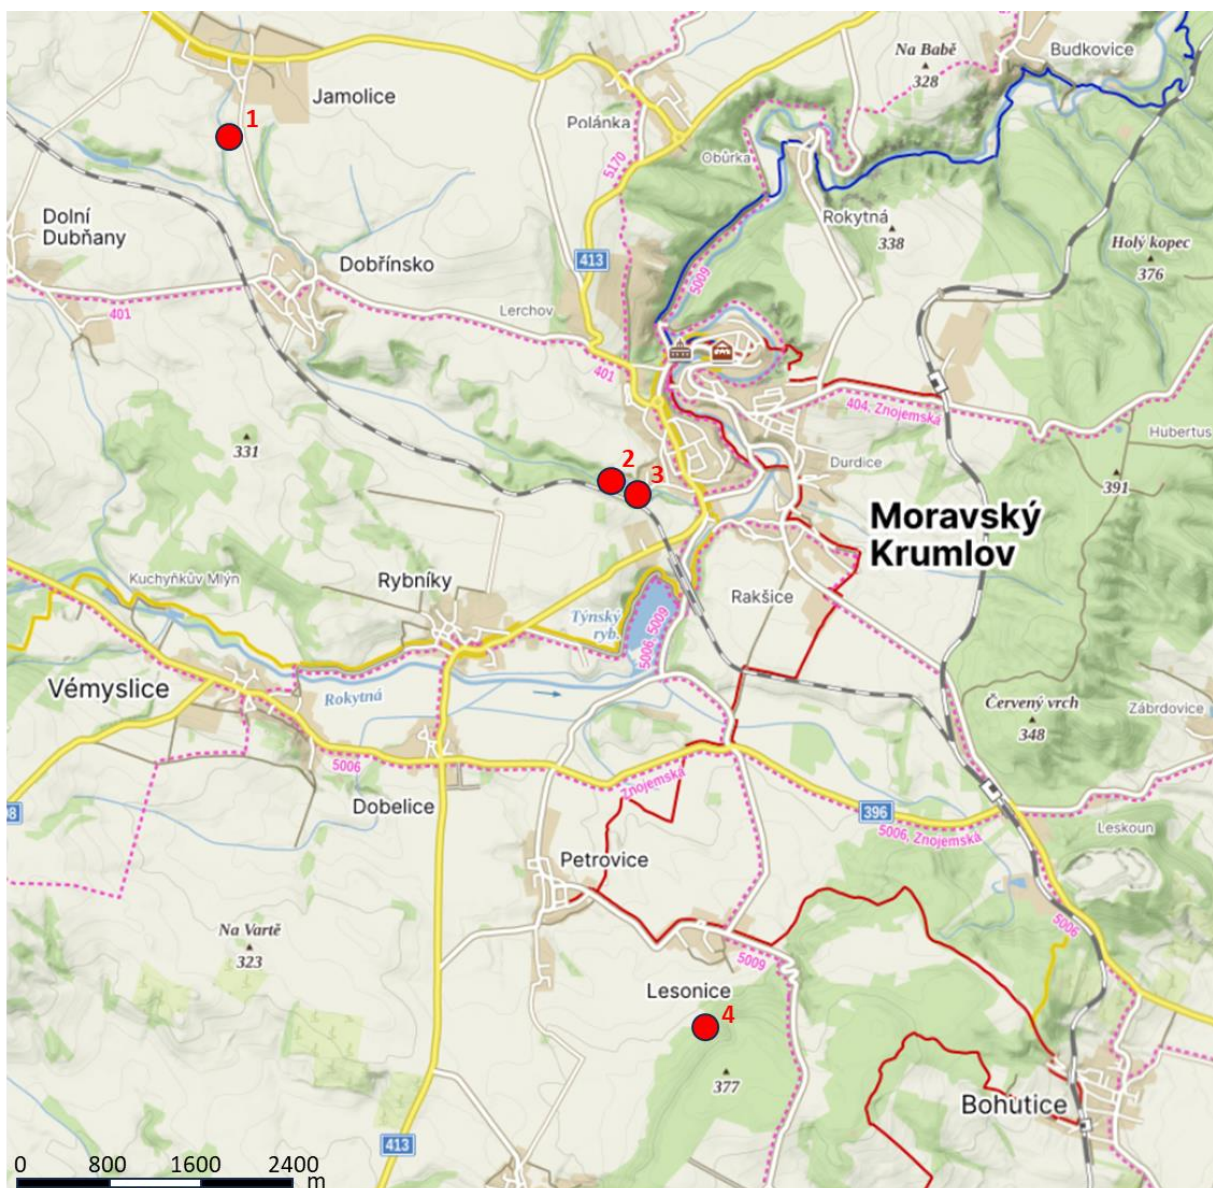 Na Babě
328
Budkovice
Jamolice
1
Polánka
5170
Obůrka
Dolní
Dubňany
Rokytná
338
Holý kopec
376
413
Dobřínsko
5009
401
Lerchov
401
404, Znojemská
Hubertus
331
2
3
Durdice
391
Moravský
Krumlov
Kuchyňkův Mlýn
Rybníky
Rakšice
Týnský
ryb.
5006, 5009
Vémyslice
Rokytná
Červený vrch
348
Zábrdovice
5006
Znojemská
Dobelice
98
396
5006, Znojemská
Leskoun
Petrovice
5006
Na Vartě
323
5009
Lesonice
4
377
Bohutice
413
0 800 1600 2400
m